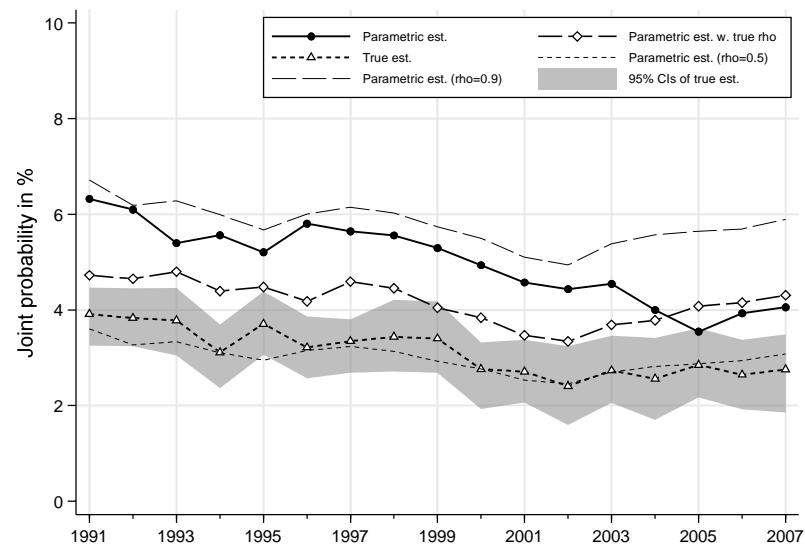 10
8
6
4
2
0
Joint probability in %
Parametric est.
Parametric est. w. true rho
True est.
Parametric est. (rho=0.5)
Parametric est. (rho=0.9)
95% CIs of true est.
1991
1993
1995
1997
1999
2001
2003
2005
2007